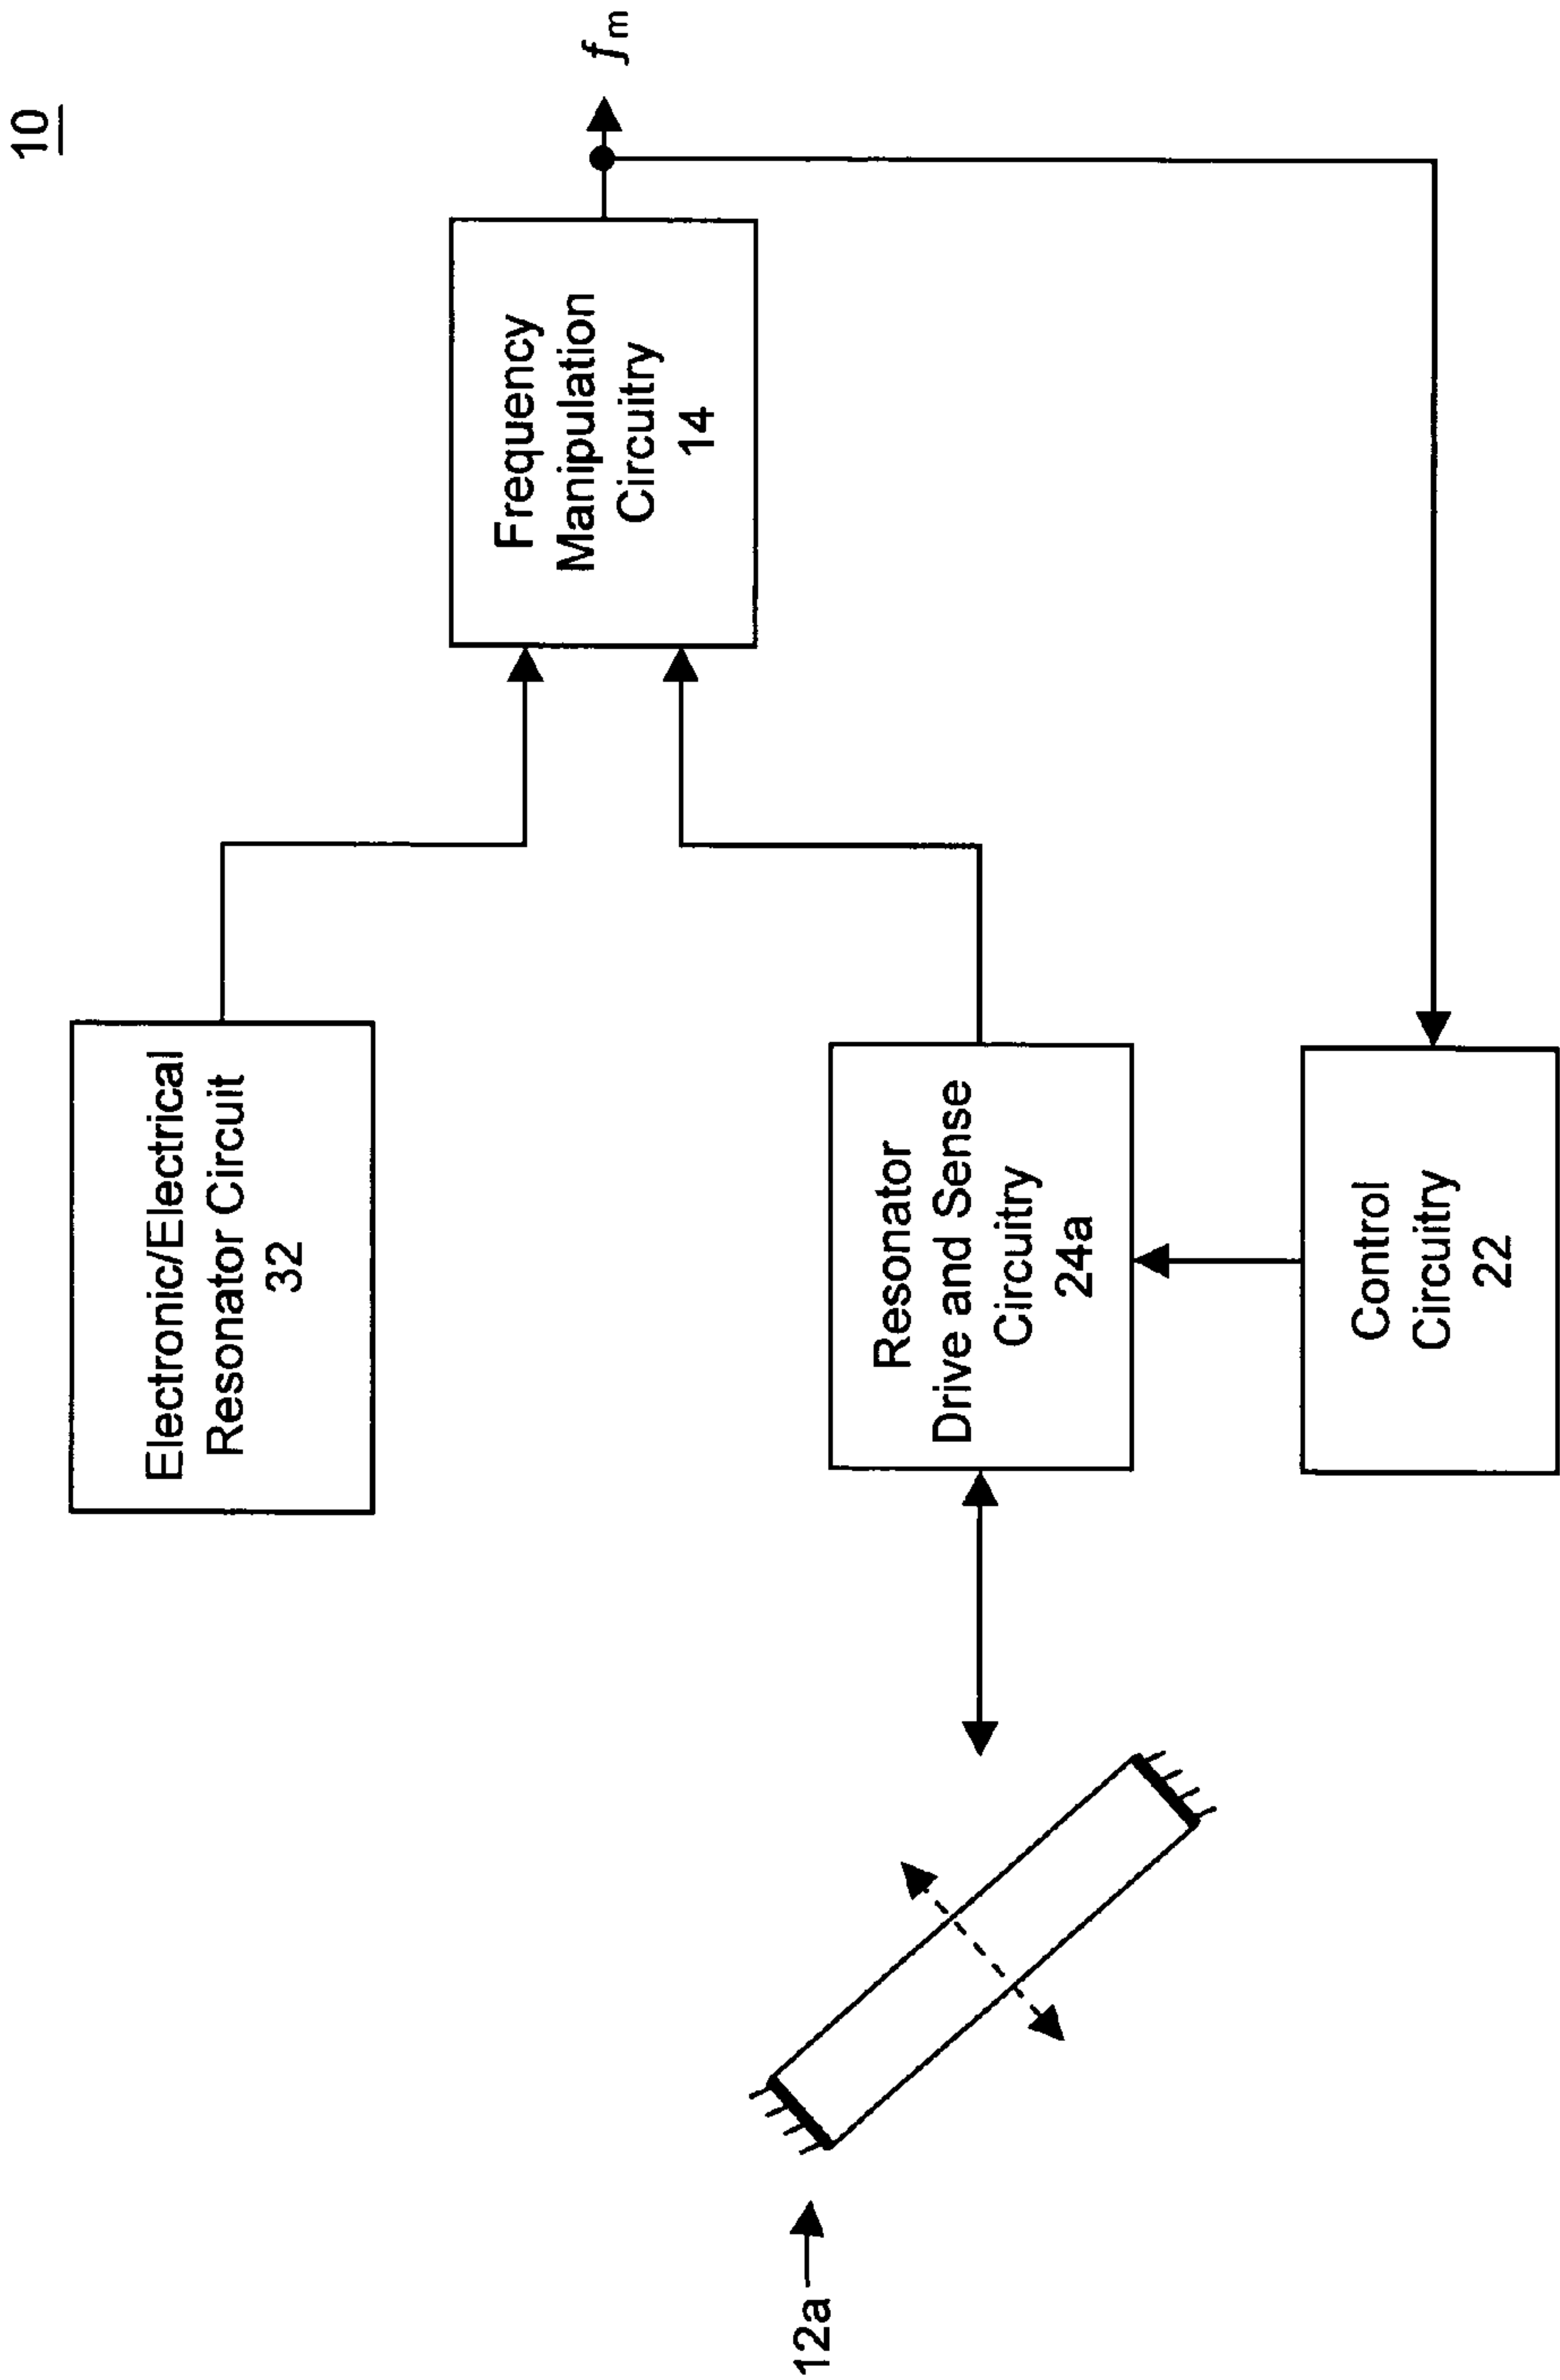 10
Electronic/Electrical
Resonator Circuit
32
Frequency
Manipulation
Circuitry
14
fm
12a
Resonator
Drive and Sense
Circuitry
24a
Control
Circuitry
22